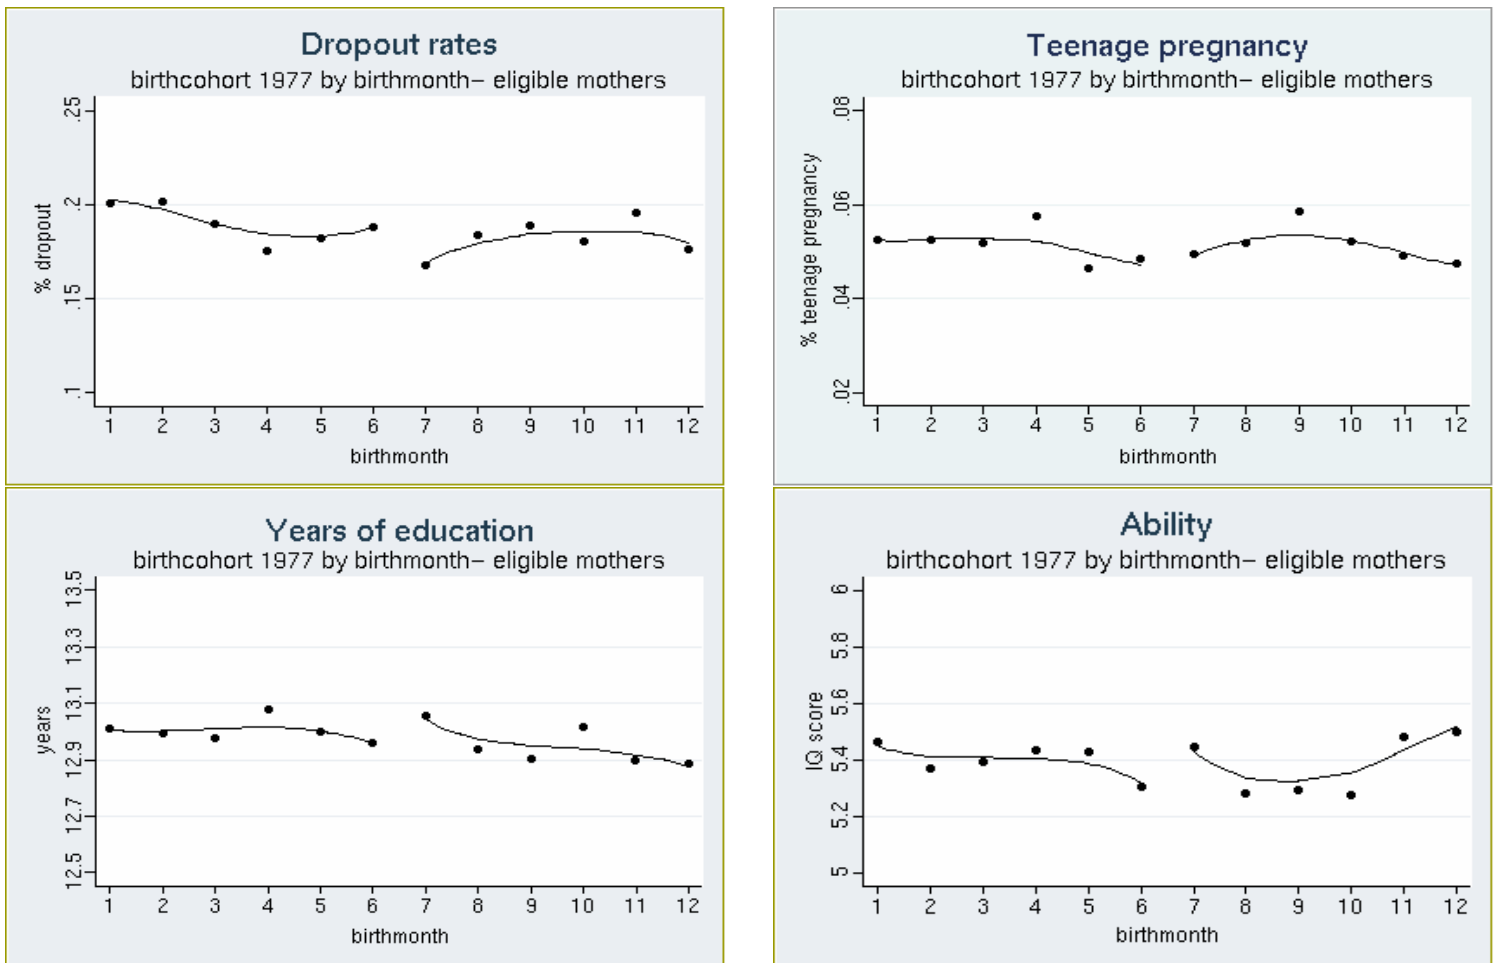 Dropout rates
birthcohort 1977 by birthmonth– eligible mothers
% dropout
.25
.2
.15
.1
1 2 3 4 5 6 7 8 9 10 11 12
birthmonth
Teenage pregnancy
birthcohort 1977 by birthmonth– eligible mothers
% teenage pregnancy
.08
.06
.04
.02
1 2 3 4 5 6 7 8 9 10 11 12
birthmonth
Years of education
birthcohort 1977 by birthmonth– eligible mothers
years
13.5
13.3
13.1
12.9
12.7
12.5
1 2 3 4 5 6 7 8 9 10 11 12
birthmonth
Ability
birthcohort 1977 by birthmonth– eligible mothers
IQ score
6
5.8
5.6
5.4
5.2
5
1 2 3 4 5 6 7 8 9 10 11 12
birthmonth